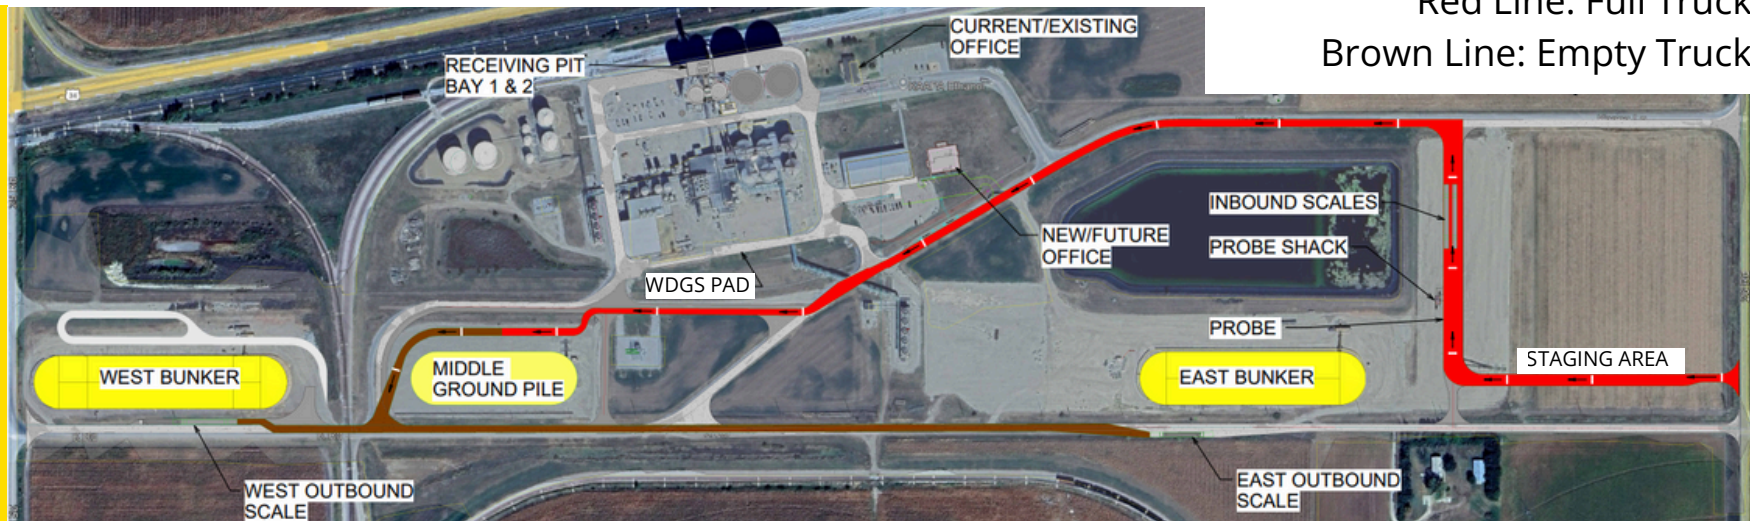 Red Line: Full Truck
Brown Line: Empty Truck
CURRENT/EXISTING
OFFICE
RECEIVING PIT
BAY 1 & 2
34
INBOUND SCALES
NEW/FUTURE
OFFICE
PROBE SHACK
WDGS PAD
PROBE
STAGING AREA
WEST BUNKER
MIDDLE
GROUND PILE
EAST BUNKER
WEST OUTBOUND
SCALE
EAST OUTBOUND
SCALE